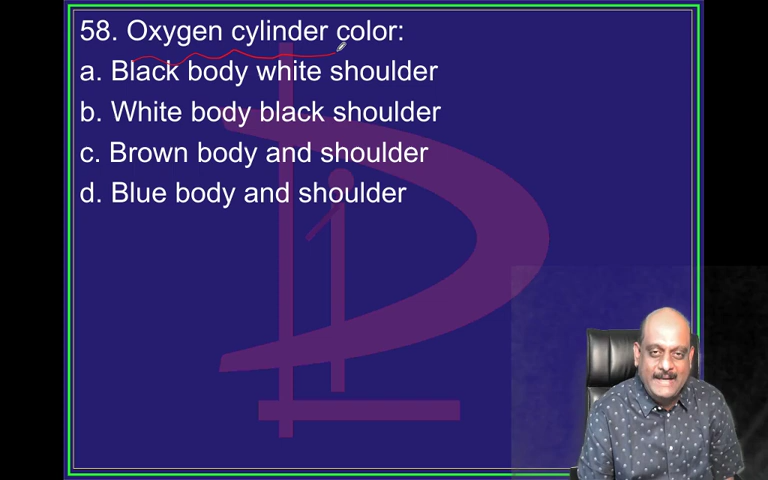 58. Oxygen cylinder color:
a. Black body white shoulder
b. White body black shoulder
c. Brown body and shoulder
d. Blue body and shoulder